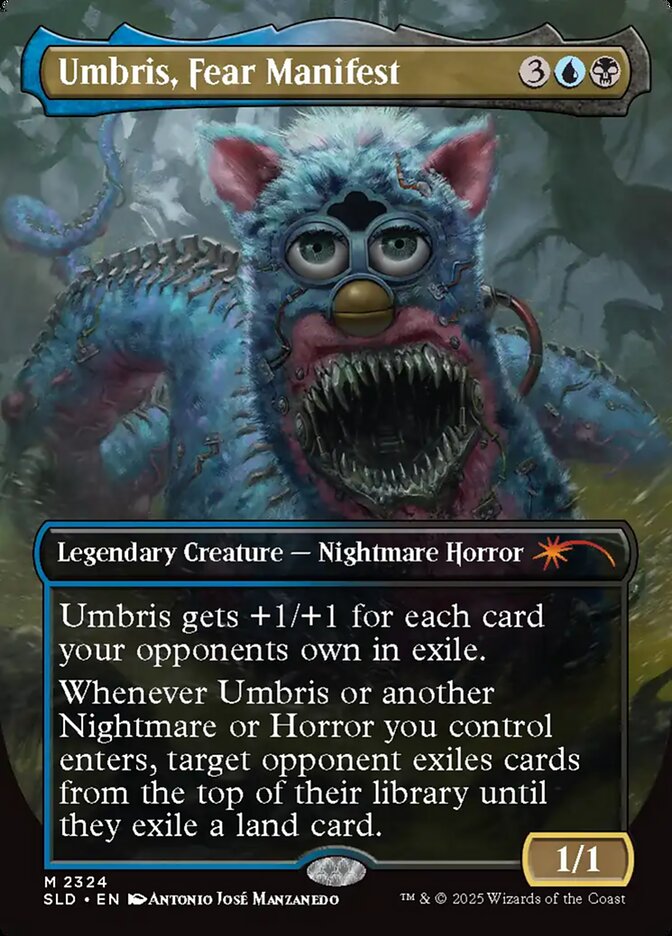 Umbris, Fear Manifest 3
Legendary Creature — Nightmare Horror
Umbris gets +1/+1 for each card
your opponents own in exile.
Whenever Umbris or another
Nightmare or Horror you control
enters, target opponent exiles cards
from the top of their library until
they exile a land card.
1/1
M 2324
SLD • EN Antonio José Manzanedo
™ & © 2025 Wizards of the Coast